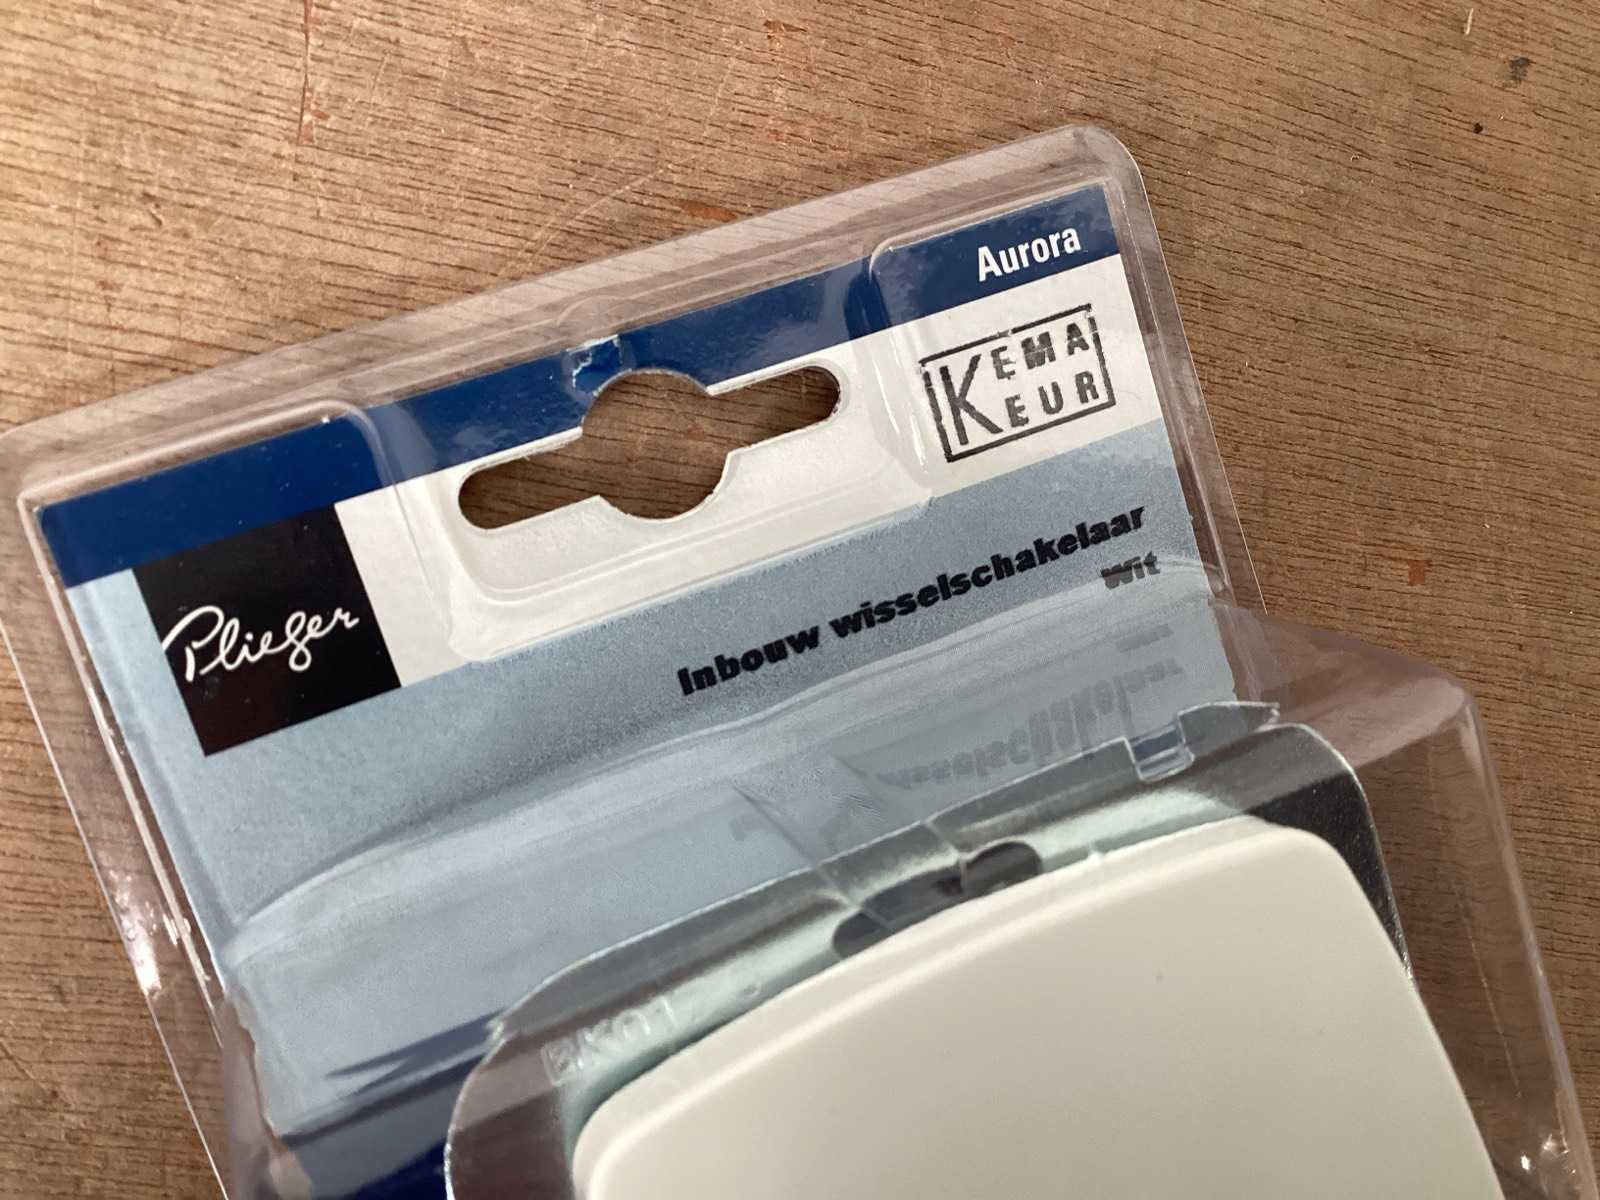 Aurora
KEMA
KEUR
Plieger
Inbouw wisselschakelaar
wit